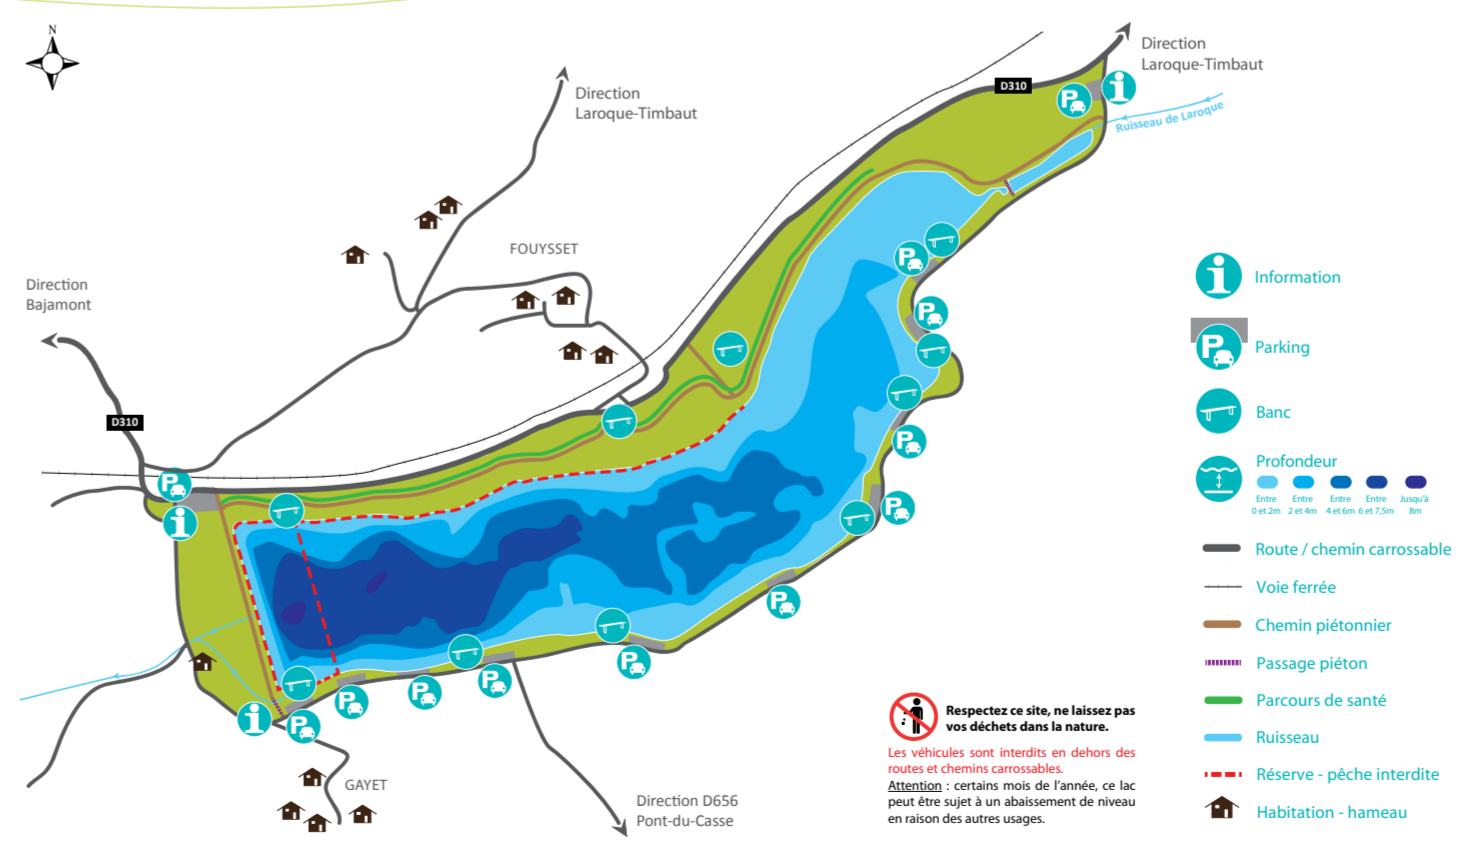 N
Direction
Laroque-Timbaut
D310
P
i
Ruisseau de Laroque
Direction
Laroque-Timbaut
FOUYSSET
Direction
Bajamont
D310
P
i
P
P
P
P
P
P
P
P
P
i
P
GAYET
Direction D656
Pont-du-Casse
i Information
P Parking
Banc
Profondeur
Entre
0 et 2m
Entre
2 et 4m
Entre
4 et 6m
Entre
6 et 7,5m
Jusqu'à
8m
Route / chemin carrossable
Voie ferrée
Chemin piétonnier
Passage piéton
Parcours de santé
Ruisseau
Réserve - pêche interdite
Habitation - hameau
Respectez ce site, ne laissez pas
vos déchets dans la nature.
Les véhicules sont interdits en dehors des
routes et chemins carrossables.
Attention : certains mois de l'année, ce lac
peut être sujet à un abaissement de niveau
en raison des autres usages.